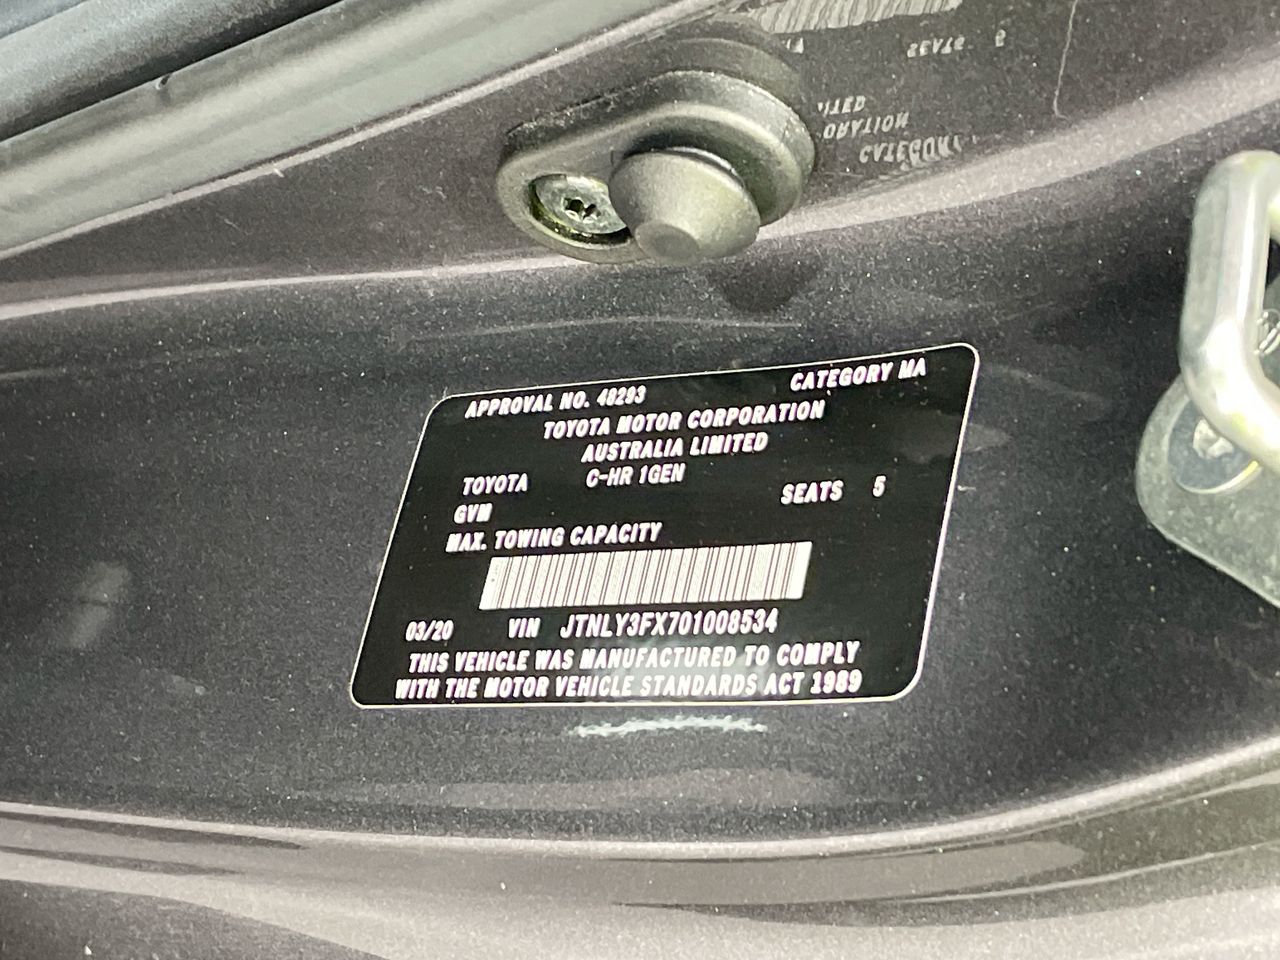 APPROVAL NO. 48293 CATEGORY MA
TOYOTA MOTOR CORPORATION
AUSTRALIA LIMITED
TOYOTA C-HR 1GEN
GVM SEATS 5
MAX. TOWING CAPACITY
03/20 VIN JTNLY3FX701008534
THIS VEHICLE WAS MANUFACTURED TO COMPLY
WITH THE MOTOR VEHICLE STANDARDS ACT 1989